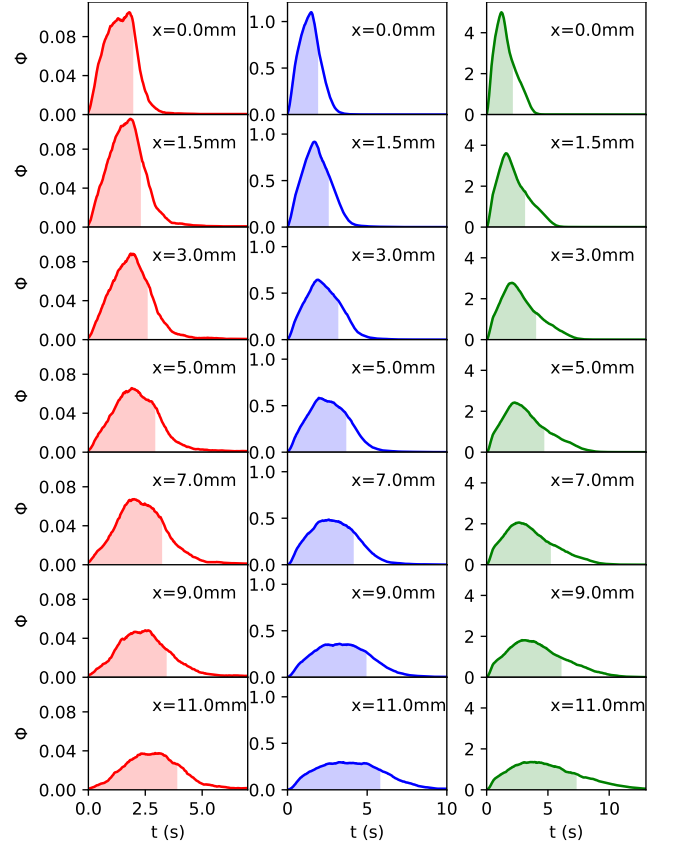 0.08 Φ 0.04 0.00 x=0.0mm 1.0 0.5 0.0 x=0.0mm 4 2 0 x=0.0mm
0.08 Φ 0.04 0.00 x=1.5mm 1.0 0.5 0.0 x=1.5mm 4 2 0 x=1.5mm
0.08 Φ 0.04 0.00 x=3.0mm 1.0 0.5 0.0 x=3.0mm 4 2 0 x=3.0mm
0.08 Φ 0.04 0.00 x=5.0mm 1.0 0.5 0.0 x=5.0mm 4 2 0 x=5.0mm
0.08 Φ 0.04 0.00 x=7.0mm 1.0 0.5 0.0 x=7.0mm 4 2 0 x=7.0mm
0.08 Φ 0.04 0.00 x=9.0mm 1.0 0.5 0.0 x=9.0mm 4 2 0 x=9.0mm
0.08 Φ 0.04 0.00 x=11.0mm 1.0 0.5 0.0 x=11.0mm 4 2 0 x=11.0mm
0.0 2.5 5.0 0 5 10 0 5 10
t (s) t (s) t (s)